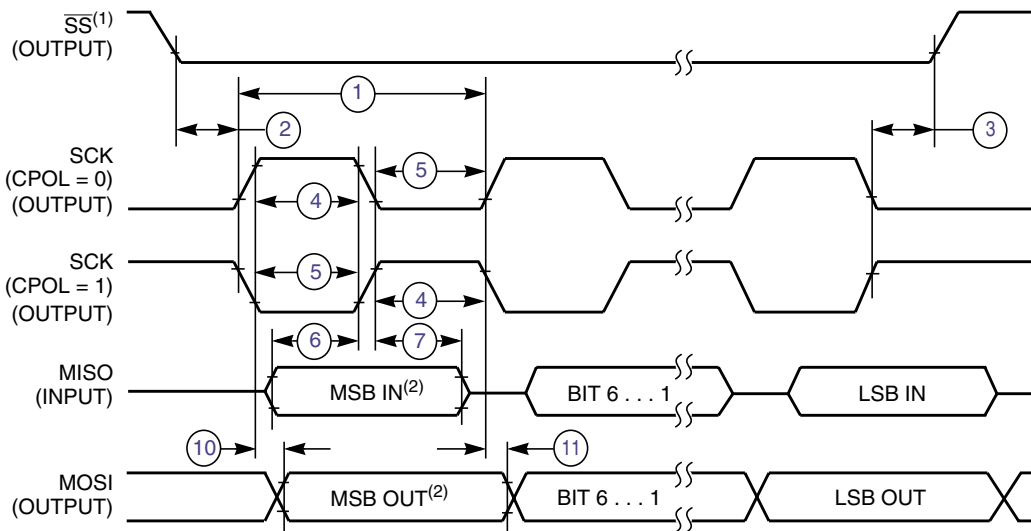 SS(1)
(OUTPUT)
1
2
3
SCK
(CPOL = 0)
(OUTPUT)
5
4
SCK
(CPOL = 1)
(OUTPUT)
5
4
6
7
MISO
(INPUT)
MSB IN(2)
BIT 6 . . . 1
LSB IN
10
11
MOSI
(OUTPUT)
MSB OUT(2)
BIT 6 . . . 1
LSB OUT